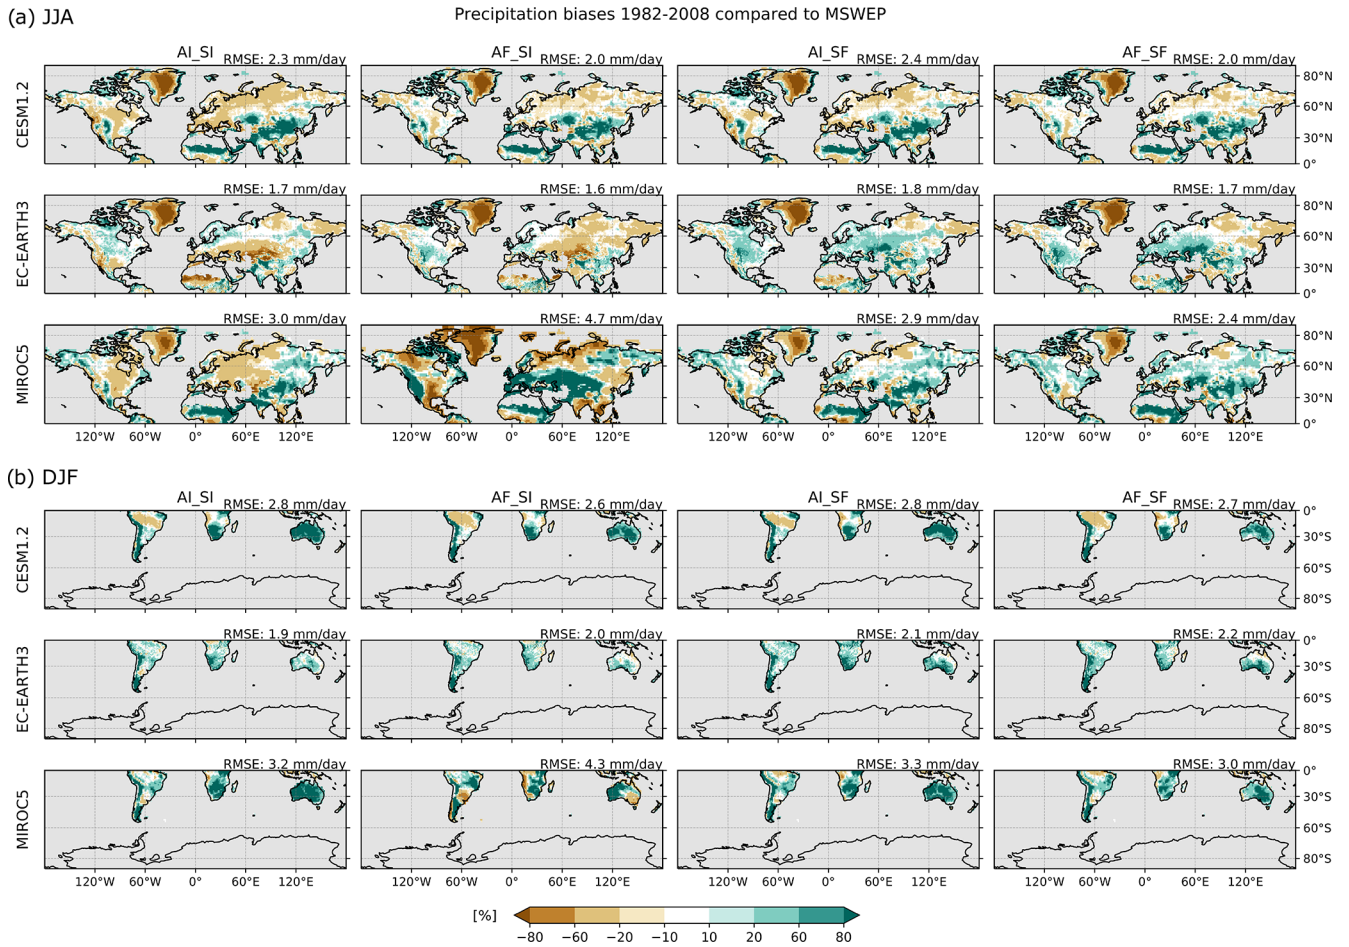 Precipitation biases 1982-2008 compared to MSWEP
(a) JJA
AI_SI RMSE: 2.3 mm/day AF_SI RMSE: 2.0 mm/day AI_SF RMSE: 2.4 mm/day AF_SF RMSE: 2.0 mm/day
CESM1.2
80°N
60°N
30°N
0°
RMSE: 1.7 mm/day RMSE: 1.6 mm/day RMSE: 1.8 mm/day RMSE: 1.7 mm/day
EC-EARTH3
80°N
60°N
30°N
0°
RMSE: 3.0 mm/day RMSE: 4.7 mm/day RMSE: 2.9 mm/day RMSE: 2.4 mm/day
MIROC5
80°N
60°N
30°N
0°
120°W 60°W 0° 60°E 120°E 120°W 60°W 0° 60°E 120°E 120°W 60°W 0° 60°E 120°E 120°W 60°W 0° 60°E 120°E
(b) DJF
AI_SI RMSE: 2.8 mm/day AF_SI RMSE: 2.6 mm/day AI_SF RMSE: 2.8 mm/day AF_SF RMSE: 2.7 mm/day
CESM1.2
0°
30°S
60°S
80°S
RMSE: 1.9 mm/day RMSE: 2.0 mm/day RMSE: 2.1 mm/day RMSE: 2.2 mm/day
EC-EARTH3
0°
30°S
60°S
80°S
RMSE: 3.2 mm/day RMSE: 4.3 mm/day RMSE: 3.3 mm/day RMSE: 3.0 mm/day
MIROC5
0°
30°S
60°S
80°S
120°W 60°W 0° 60°E 120°E 120°W 60°W 0° 60°E 120°E 120°W 60°W 0° 60°E 120°E 120°W 60°W 0° 60°E 120°E
[%]
−80 −60 −20 −10 10 20 60 80